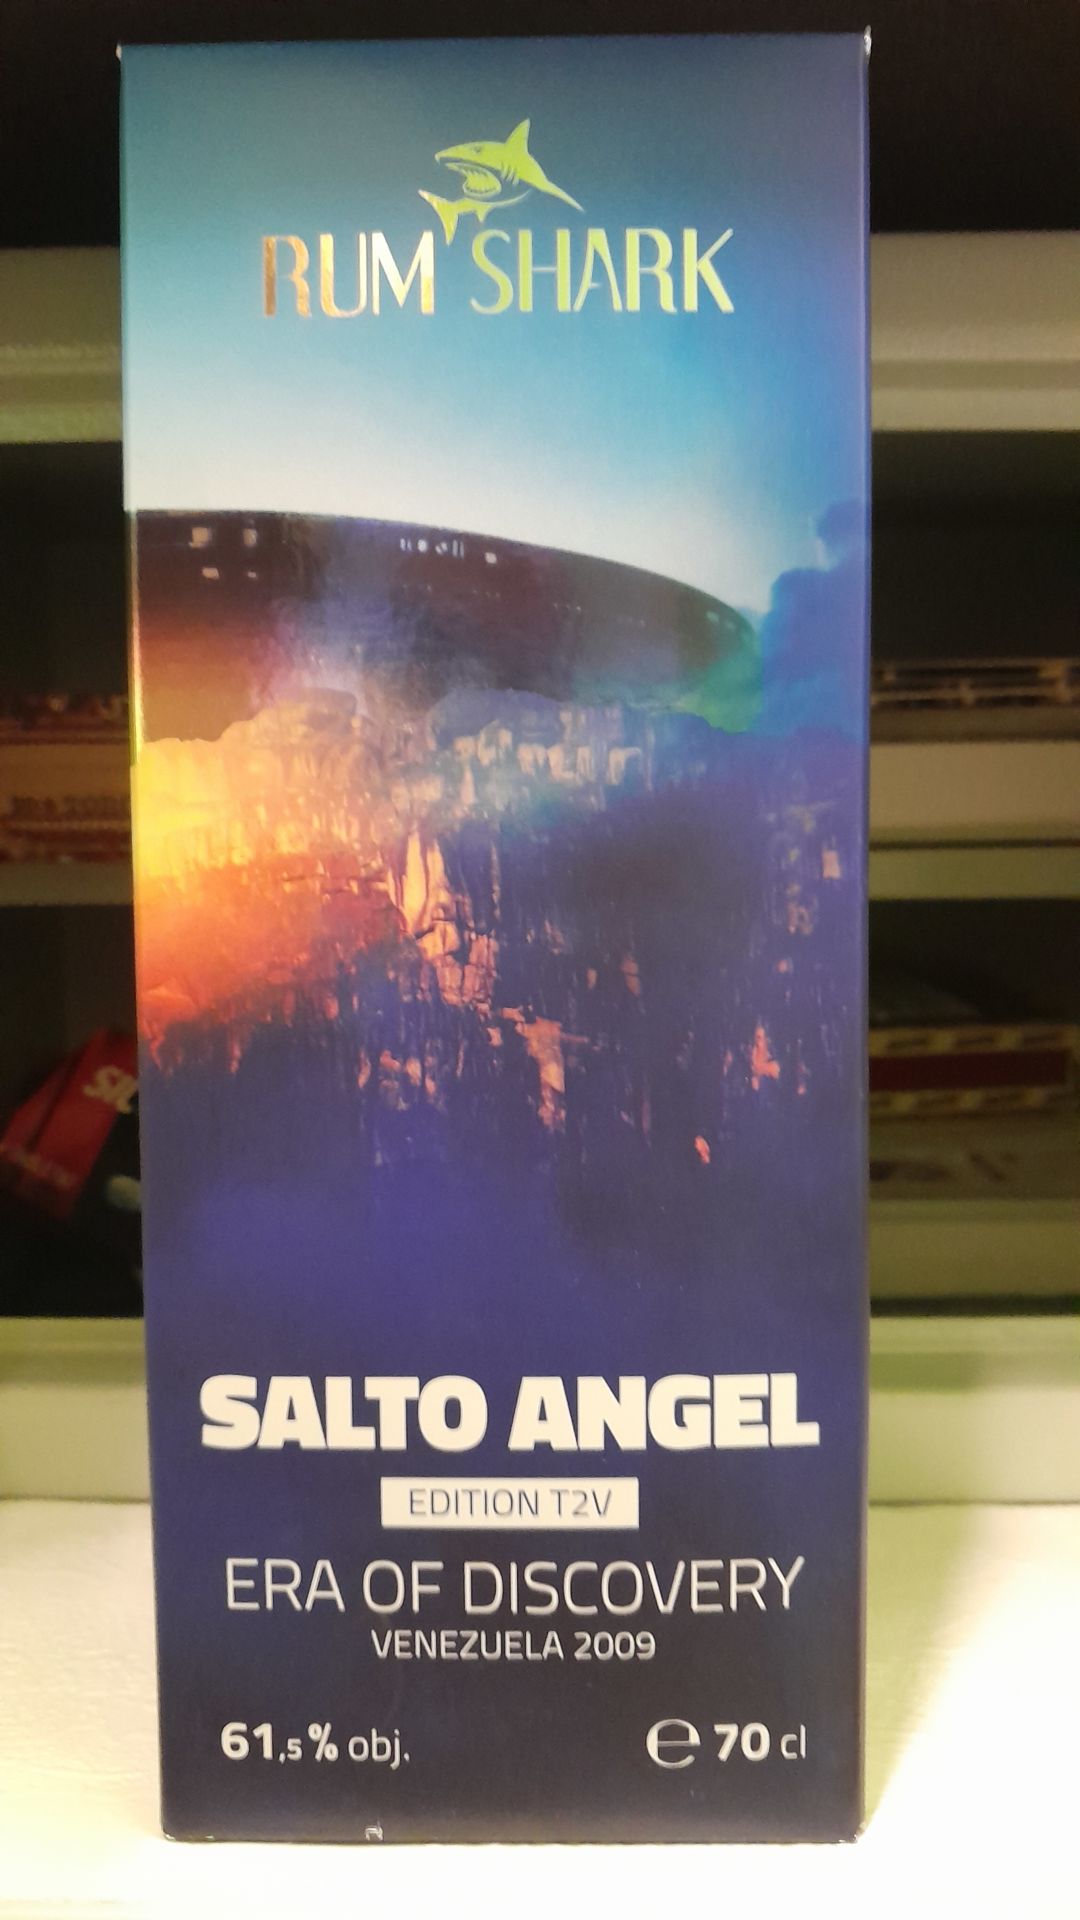 RUM SHARK
SALTO ANGEL
EDITION T2V
ERA OF DISCOVERY
VENEZUELA 2009
61,5% obj.
℮ 70 cl